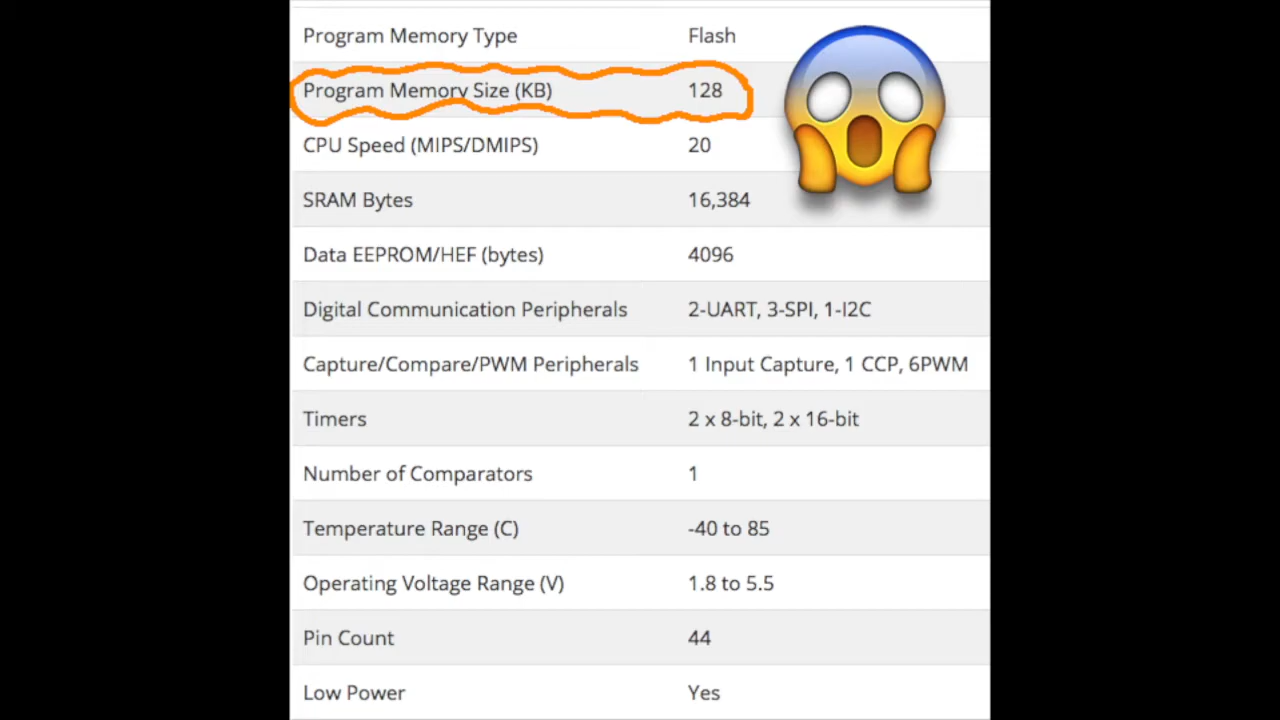 Program Memory Type Flash
Program Memory Size (KB) 128
CPU Speed (MIPS/DMIPS) 20
SRAM Bytes 16,384
Data EEPROM/HEF (bytes) 4096
Digital Communication Peripherals 2-UART, 3-SPI, 1-I2C
Capture/Compare/PWM Peripherals 1 Input Capture, 1 CCP, 6PWM
Timers 2 x 8-bit, 2 x 16-bit
Number of Comparators 1
Temperature Range (C) -40 to 85
Operating Voltage Range (V) 1.8 to 5.5
Pin Count 44
Low Power Yes